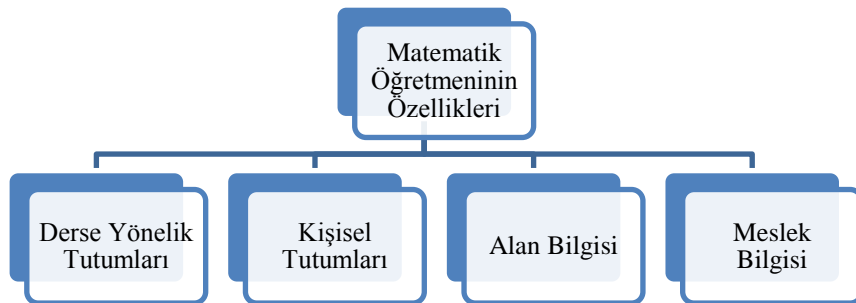 Matematik
Öğretmeninin
Özellikleri
Derse Yönelik
Tutumları
Kişisel
Tutumları
Alan Bilgisi
Meslek
Bilgisi